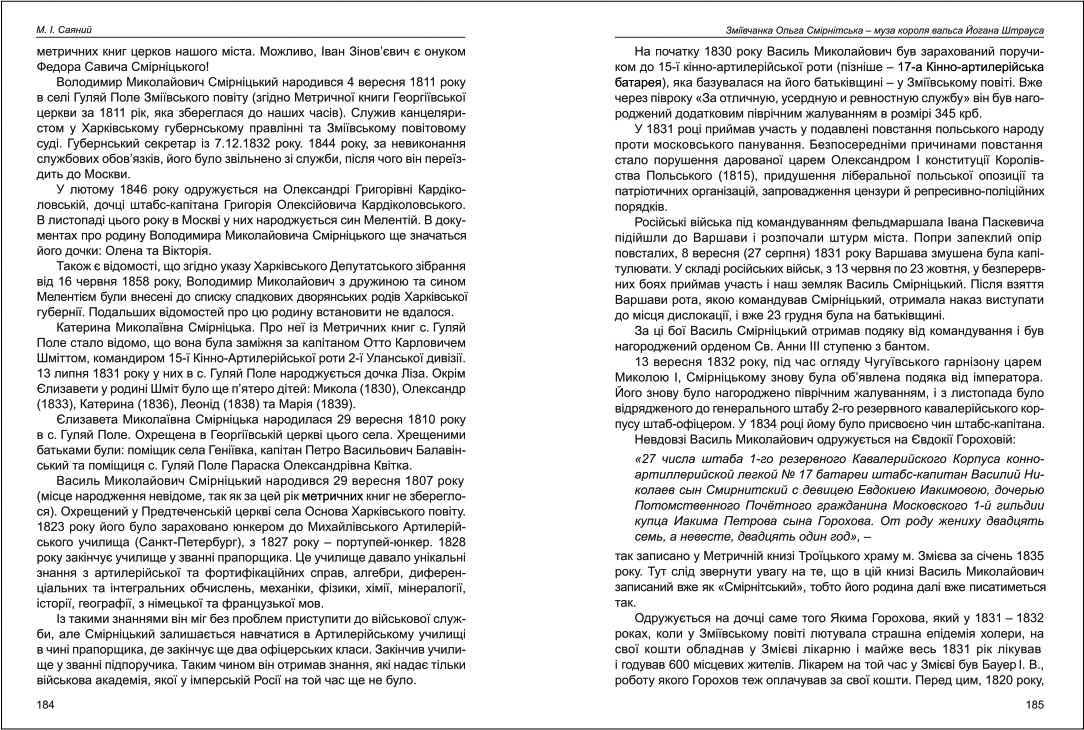 М. І. Саяний
метричних книг церков нашого міста. Можливо, Іван Зінов’євич є онуком
Федора Савича Смірніцького!
Володимир Миколайович Смірніцький народився 4 вересня 1811 року
в селі Гуляй Поле Зміївського повіту (згідно Метричної книги Георгіївської
церкви за 1811 рік, яка збереглася до наших часів). Служив канцеляри-
стом у Харківському губернському правлінні та Зміївському повітовому
суді. Губернський секретар із 7.12.1832 року. 1844 року, за невиконання
службових обов’язків, його було звільнено зі служби, після чого він переїз-
дить до Москви.
У лютому 1846 року одружується на Олександрі Григорівні Кардіко-
ловській, дочці штабс-капітана Григорія Олексійовича Кардіколовського.
В листопаді цього року в Москві у них народжується син Мелентій. В доку-
ментах про родину Володимира Миколайовича Смірніцького ще значаться
його дочки: Олена та Вікторія.
Також є відомості, що згідно указу Харківського Депутатського зібрання
від 16 червня 1858 року, Володимир Миколайович з дружиною та сином
Мелентієм були внесені до списку спадкових дворянських родів Харківської
губернії. Подальших відомостей про цю родину встановити не вдалося.
Катерина Миколаївна Смірніцька. Про неї із Метричних книг с. Гуляй
Поле стало відомо, що вона була заміжня за капітаном Отто Карловичем
Шміттом, командиром 15-ї Кінно-Артилерійської роти 2-ї Уланської дивізії.
13 липня 1831 року у них в с. Гуляй Поле народжується дочка Ліза. Окрім
Єлизавети у родині Шміт було ще п’ятеро дітей: Микола (1830), Олександр
(1833), Катерина (1836), Леонід (1838) та Марія (1839).
Єлизавета Миколаївна Смірніцька народилася 29 вересня 1810 року
в с. Гуляй Поле. Охрещена в Георгіївській церкві цього села. Хрещеними
батьками були: поміщик села Геніївка, капітан Петро Васильович Балавін-
ський та поміщиця с. Гуляй Поле Параска Олександрівна Квітка.
Василь Миколайович Смірніцький народився 29 вересня 1807 року
(місце народження невідоме, так як за цей рік метричних книг не збереглo-
ся). Охрещений у Предтеченській церкві села Основа Харківського повіту.
1823 року його було зараховано юнкером до Михайлівського Артилерій-
ського училища (Санкт-Петербург), з 1827 року – портупей-юнкер. 1828
року закінчує училище у званні прапорщика. Це училище давало унікальні
знання з артилерійської та фортифікаційних справ, алгебри, диферен-
ціальних та інтегральних обчислень, механіки, фізики, хімії, мінералогії,
історії, географії, з німецької та французької мов.
Із такими знаннями він міг без проблем приступити до військової служ-
би, але Смірніцький залишається навчатися в Артилерійському училищі
в чині прапорщика, де закінчує ще два офіцерських класи. Закінчив учили-
ще у званні підпоручика. Таким чином він отримав знання, які надає тільки
військова академія, якої у імперській Росії на той час ще не було.
184
Зміївчанка Ольга Смірнітська – муза короля вальса Йогана Штрауса
На початку 1830 року Василь Миколайович був зарахований поручи-
ком до 15-ї кінно-артилерійської роти (пізніше – 17-а Кінно-артилерійська
батарея), яка базувалася на його батьківщині – у Зміївському повіті. Вже
через півроку «За отличную, усердную и ревностную службу» він був наго-
роджений додатковим піврічним жалуванням в розмірі 345 крб.
У 1831 році приймав участь у подавлені повстання польського народу
проти московського панування. Безпосередніми причинами повстання
стало порушення дарованої царем Олександром І конституції Королів-
ства Польського (1815), придушення ліберальної польської опозиції та
патріотичних організацій, запровадження цензури й репресивно-поліційних
порядків.
Російські війська під командуванням фельдмаршала Івана Паскевича
підійшли до Варшави і розпочали штурм міста. Попри запеклий опір
повсталих, 8 вересня (27 серпня) 1831 року Варшава змушена була капі-
тулювати. У складі російських військ, з 13 червня по 23 жовтня, у безперерв-
них боях приймав участь і наш земляк Василь Смірніцький. Після взяття
Варшави рота, якою командував Смірніцький, отримала наказ виступати
до місця дислокації, і вже 23 грудня була на батьківщині.
За ці бої Василь Смірніцький отримав подяку від командування і був
нагороджений орденом Св. Анни ІІІ ступеню з бантом.
13 вересня 1832 року, під час огляду Чугуївського гарнізону царем
Миколою І, Смірніцькому знову була об’явлена подяка від імператора.
Його знову було нагороджено піврічним жалуванням, і з листопада було
відрядженого до генерального штабу 2-го резервного кавалерійського кор-
пусу штаб-офіцером. У 1834 році йому було присвоєно чин штабс-капітана.
Невдовзі Василь Миколайович одружується на Євдокії Гороховій:
«27 числа штаба 1-го резервного Кавалерийского Корпуса конно-
артиллерийской легкой № 17 батареи штабс-капитан Василий Ни-
колаев сын Смирнитский с девицею Евдокиею Иакимовою, дочерью
Потомственного Почётного гражданина Московского 1-й гильдии
купца Иакима Петрова сына Горохова. От роду жениху двадцять
семь, а невесте, двадцять один год», –
так записано у Метричній книзі Троїцького храму м. Змієва за січень 1835
року. Тут слід звернути увагу на те, що в цій книзі Василь Миколайович
записаний вже як «Смірнітський», тобто його родина далі вже писатиметься
так.
Одружується на дочці саме того Якима Горохова, який у 1831 – 1832
роках, коли у Зміївському повіті лютувала страшна епідемія холери, на
свої кошти обладнав у Змієві лікарню і майже весь 1831 рік лікував
і годував 600 місцевих жителів. Лікарем на той час у Змієві був Бауер І. В.,
роботу якого Горохов теж оплачував за свої кошти. Перед цим, 1820 року,
185